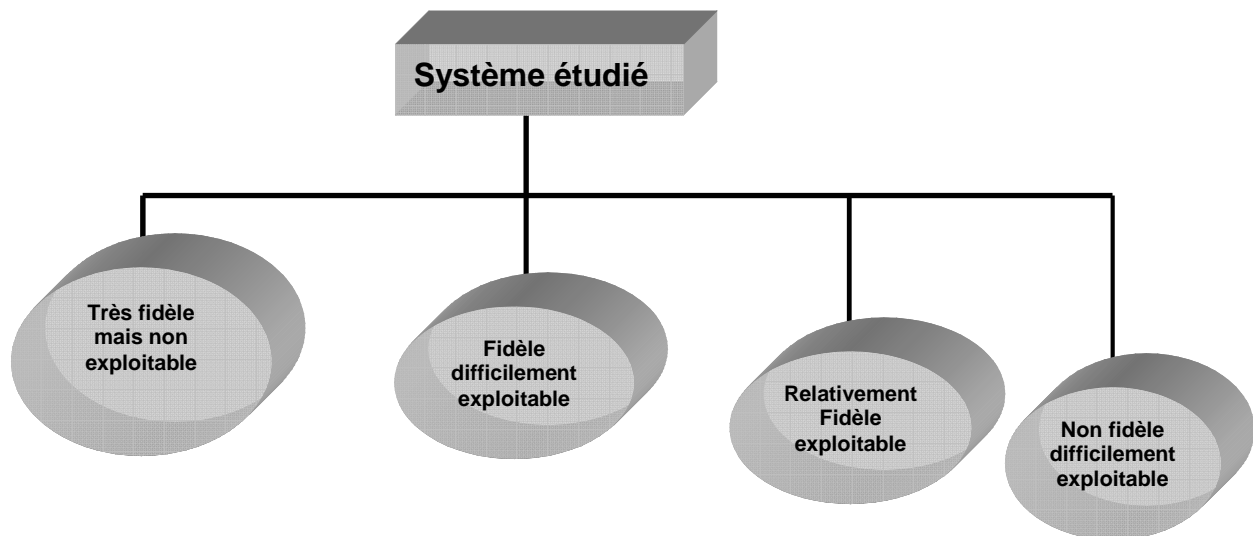 Système étudié
Très fidèle
mais non
exploitable
Fidèle
difficilement
exploitable
Relativement
Fidèle
exploitable
Non fidèle
difficilement
exploitable